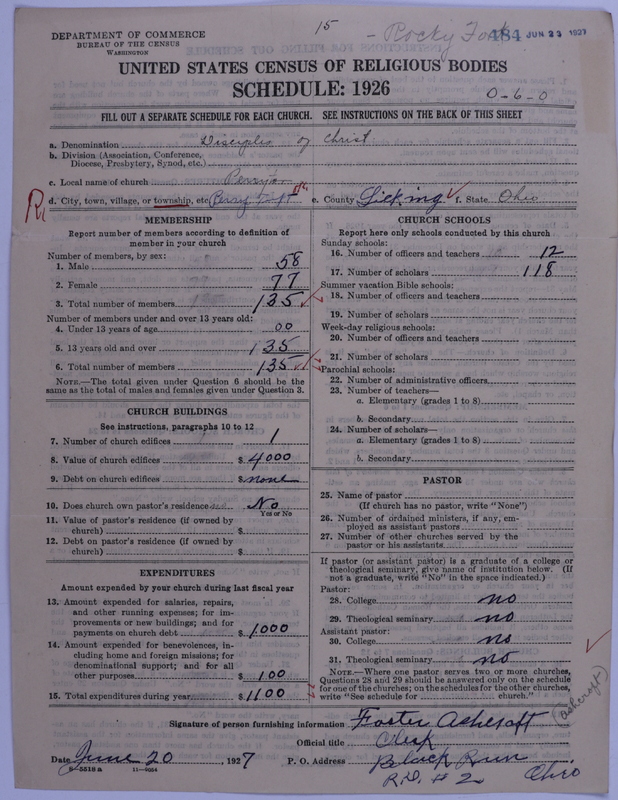 15 - Rocky Fork 484 JUN 23 1927
DEPARTMENT OF COMMERCE
BUREAU OF THE CENSUS
WASHINGTON
UNITED STATES CENSUS OF RELIGIOUS BODIES
SCHEDULE: 1926 0-6-0
FILL OUT A SEPARATE SCHEDULE FOR EACH CHURCH. SEE INSTRUCTIONS ON THE BACK OF THIS SHEET
a. Denomination Disciples of Christ
b. Division (Association, Conference, Diocese, Presbytery, Synod, etc.)
c. Local name of church Perryton
d. City, town, village, or township, etc. Perry Twp e. County Licking f. State Ohio
R1
MEMBERSHIP
Report number of members according to definition of member in your church
Number of members, by sex:
1. Male 58
2. Female 77
3. Total number of members 135
Number of members under and over 13 years old:
4. Under 13 years of age 00
5. 13 years old and over 135
6. Total number of members 135
NOTE.—The total given under Question 6 should be the same as the total of males and females given under Question 3.
CHURCH BUILDINGS
See instructions, paragraphs 10 to 12
7. Number of church edifices 1
8. Value of church edifices $ 4000
9. Debt on church edifices $ none
10. Does church own pastor's residence No
Yes or No
11. Value of pastor's residence (if owned by church) $
12. Debt on pastor's residence (if owned by church) $
EXPENDITURES
Amount expended by your church during last fiscal year
13. Amount expended for salaries, repairs, and other running expenses; for improvements or new buildings; and for payments on church debt $ 1000
14. Amount expended for benevolences, including home and foreign missions; for denominational support; and for all other purposes $ 100
15. Total expenditures during year $ 1100
CHURCH SCHOOLS
Report here only schools conducted by this church
Sunday schools:
16. Number of officers and teachers 12
17. Number of scholars 118
Summer vacation Bible schools:
18. Number of officers and teachers
19. Number of scholars
Week-day religious schools:
20. Number of officers and teachers
21. Number of scholars
Parochial schools:
22. Number of administrative officers
23. Number of teachers—
a. Elementary (grades 1 to 8)
b. Secondary
24. Number of scholars—
a. Elementary (grades 1 to 8)
b. Secondary
PASTOR
25. Name of pastor
(If church has no pastor, write "None")
26. Number of ordained ministers, if any, employed as assistant pastors
27. Number of other churches served by the pastor or his assistants
If pastor (or assistant pastor) is a graduate of a college or theological seminary, give name of institution below. (If not a graduate, write "No" in the space indicated.)
Pastor:
28. College no
29. Theological seminary no
Assistant pastor:
30. College no
31. Theological seminary no
NOTE.—Where one pastor serves two or more churches, Questions 28 and 29 should be answered only on the schedule for one of the churches; on the schedules for the other churches, write "See schedule for church."
(Ashcraft)
Signature of person furnishing information Foster Ashcraft
Official title Clerk
Date June 20 1927 P. O. Address Black Run
R.D. # 2 Ohio
8-5518 a 11-9054